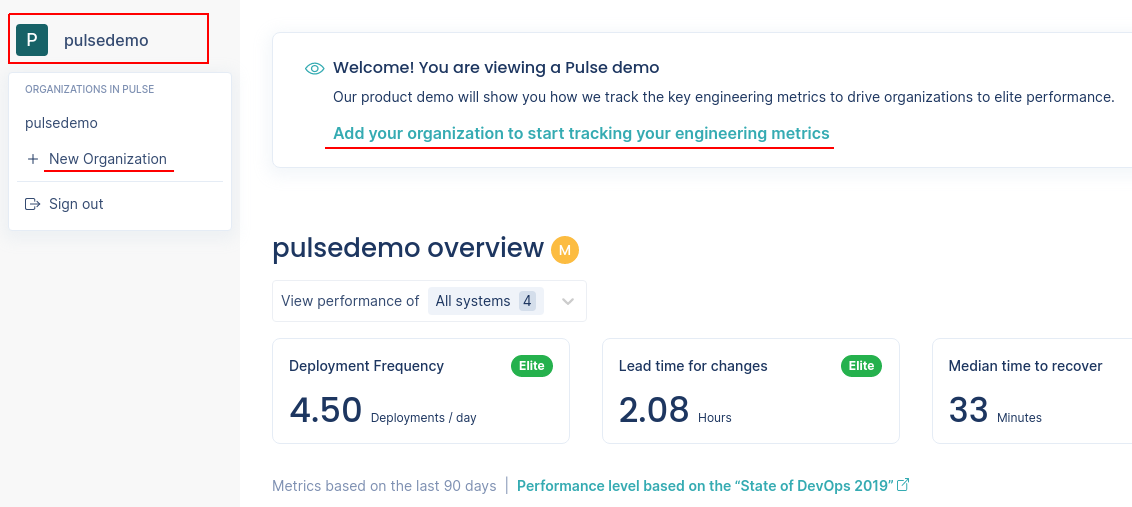 P pulsedemo
ORGANIZATIONS IN PULSE
pulsedemo
New Organization
Sign out
Welcome! You are viewing a Pulse demo
Our product demo will show you how we track the key engineering metrics to drive organizations to elite performance.
Add your organization to start tracking your engineering metrics
pulsedemo overview M
View performance of All systems 4
Deployment Frequency Elite
4.50 Deployments / day
Lead time for changes Elite
2.08 Hours
Median time to recover
33 Minutes
Metrics based on the last 90 days | Performance level based on the “State of DevOps 2019”